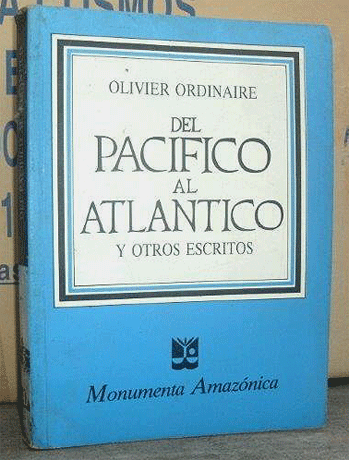 OLIVIER ORDINAIRE
DEL
PACIFICO
AL
ATLANTICO
Y OTROS ESCRITOS
Monumenta Amazónica